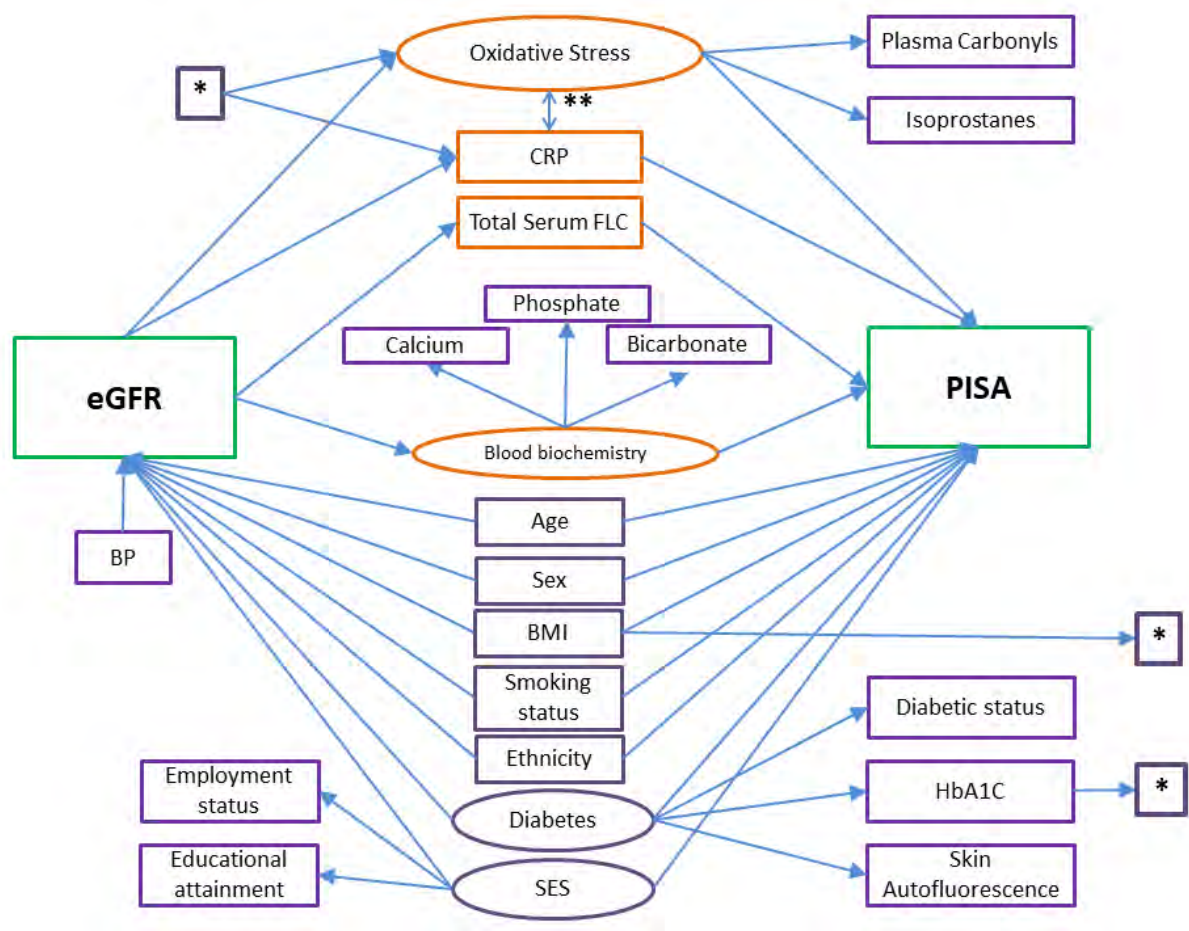 Oxidative Stress
Plasma Carbonyls
*
**
Isoprostanes
CRP
Total Serum FLC
Phosphate
Calcium
Bicarbonate
eGFR
PISA
Blood biochemistry
Age
BP
Sex
BMI
*
Smoking
status
Diabetic status
Ethnicity
Employment
status
HbA1C
*
Diabetes
Educational
attainment
SES
Skin
Autofluorescence